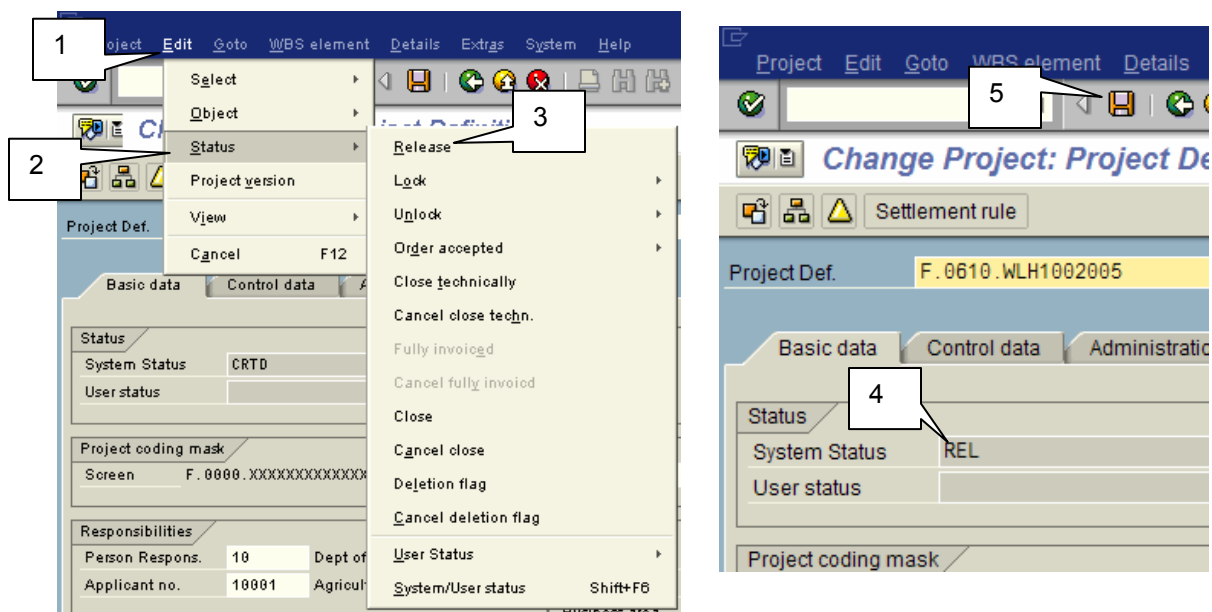 1
oject Edit Goto WBS element Details Extras System Help
Select
Object
Status
Project version
View
Cancel F12
2
3
Release
Lock
Unlock
Order accepted
Close technically
Cancel close techn.
Fully invoiced
Cancel fully invoicd
Close
Cancel close
Deletion flag
Cancel deletion flag
User Status
System/User status Shift+F6
Project Def.
Basic data Control data A
Status
System Status CRTD
User status
Project coding mask
Screen F.0000.XXXXXXXXXXXXX
Responsibilities
Person Respons. 10 Dept of
Applicant no. 10001 Agricul
Project Edit Goto WBS element Details
5
Change Project: Project De
Settlement rule
Project Def. F.0610.WLH1002005
Basic data Control data Administratio
4
Status
System Status REL
User status
Project coding mask